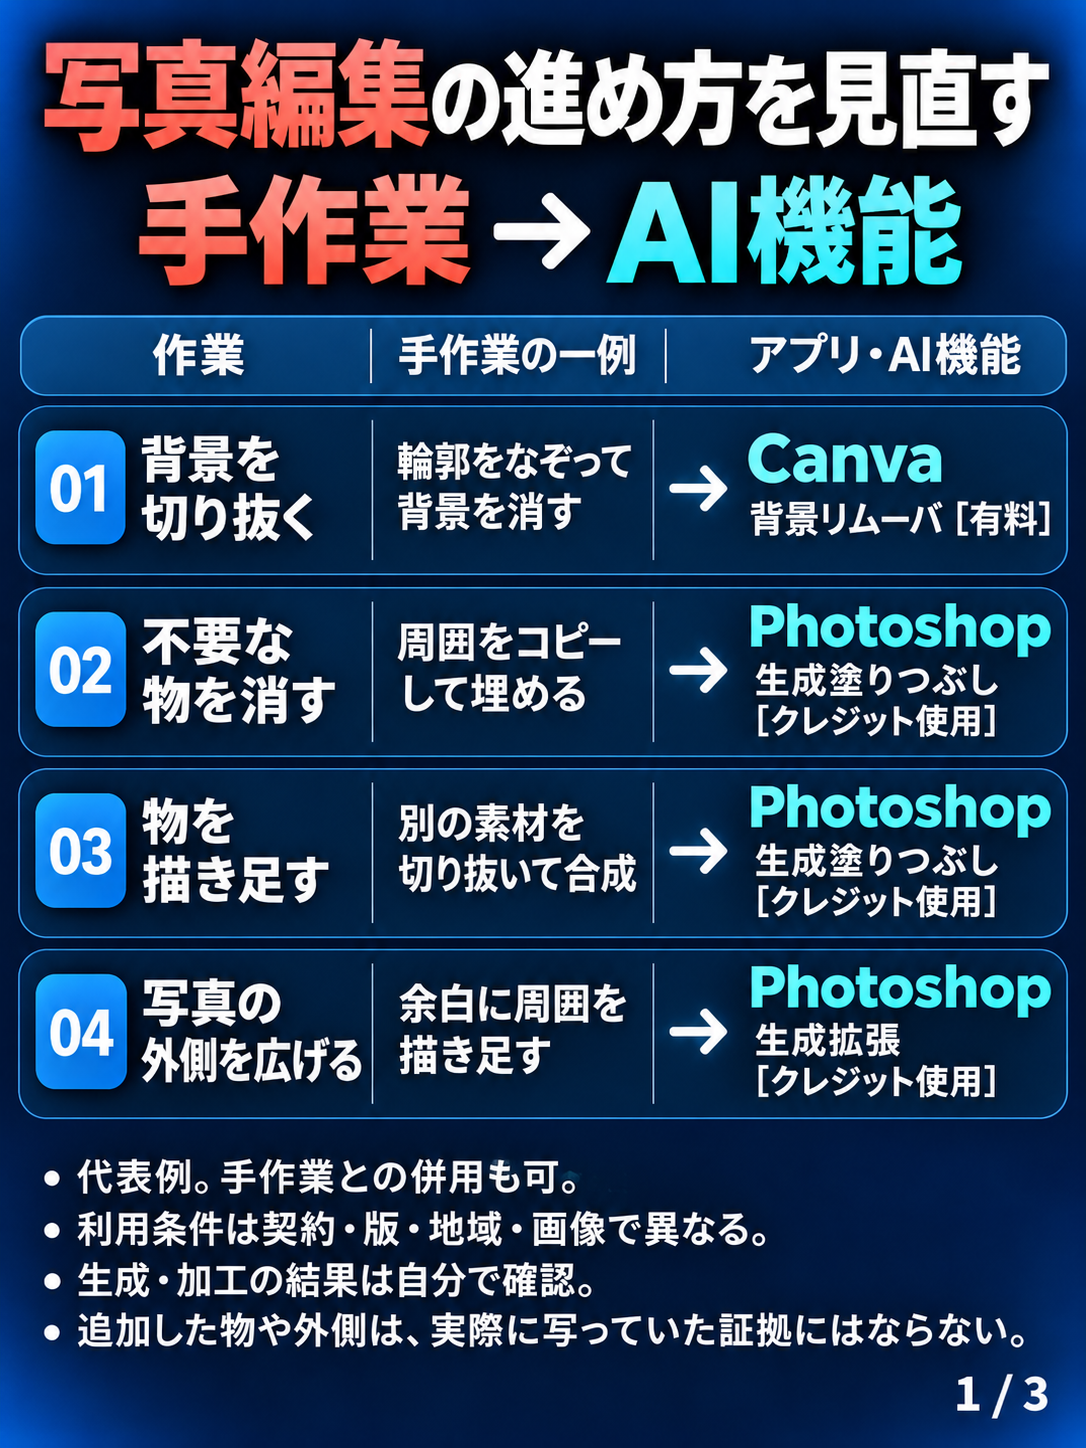 写真編集の進め方を見直す
手作業→AI機能
作業 手作業の一例 アプリ・AI機能
01
背景を
切り抜く
輪郭をなぞって
背景を消す
→
Canva
背景リムーバ［有料］
02
不要な
物を消す
周囲をコピー
して埋める
→
Photoshop
生成塗りつぶし
［クレジット使用］
03
物を
描き足す
別の素材を
切り抜いて合成
→
Photoshop
生成塗りつぶし
［クレジット使用］
04
写真の
外側を広げる
余白に周囲を
描き足す
→
Photoshop
生成拡張
［クレジット使用］
• 代表例。手作業との併用も可。
• 利用条件は契約・版・地域・画像で異なる。
• 生成・加工の結果は自分で確認。
• 追加した物や外側は、実際に写っていた証拠にはならない。
1 / 3